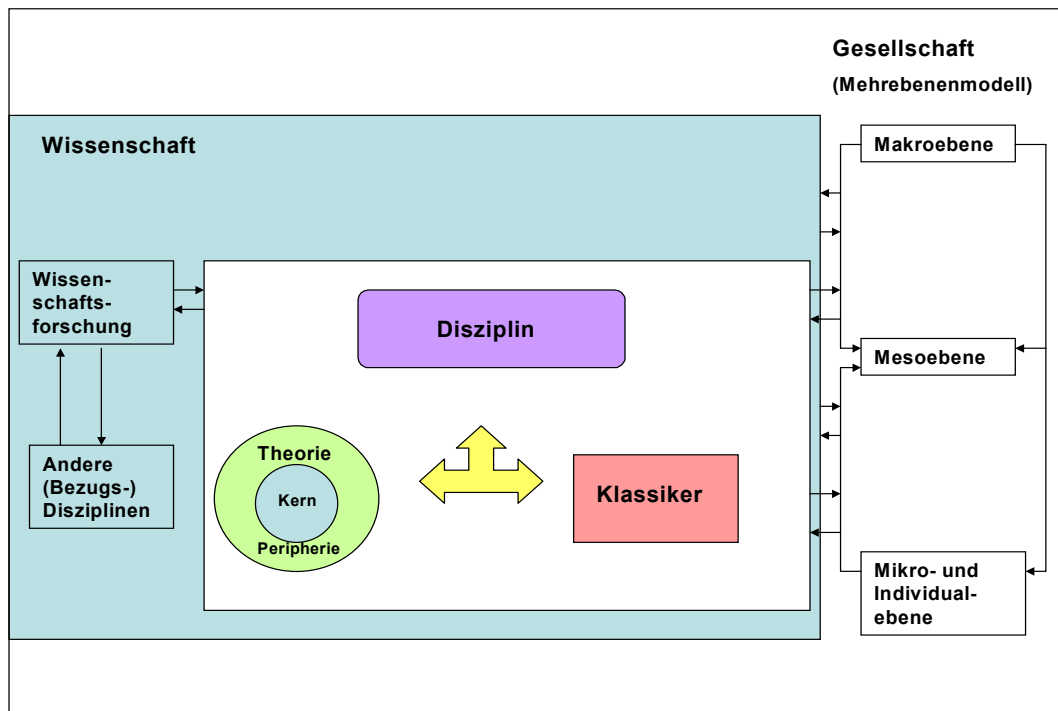 Gesellschaft
(Mehrebenenmodell)
Wissenschaft
Makroebene
Wissen-
schafts-
forschung
Disziplin
Mesoebene
Andere
(Bezugs-)
Disziplinen
Theorie
Kern
Peripherie
Klassiker
Mikro- und
Individual-
ebene